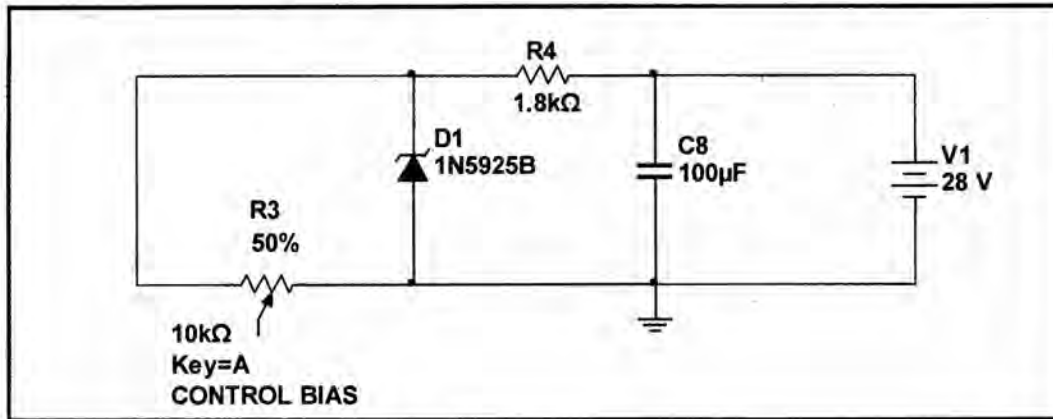 R4
1.8kΩ
D1
1N5925B
C8
100µF
V1
28 V
R3
50%
10kΩ
Key=A
CONTROL BIAS